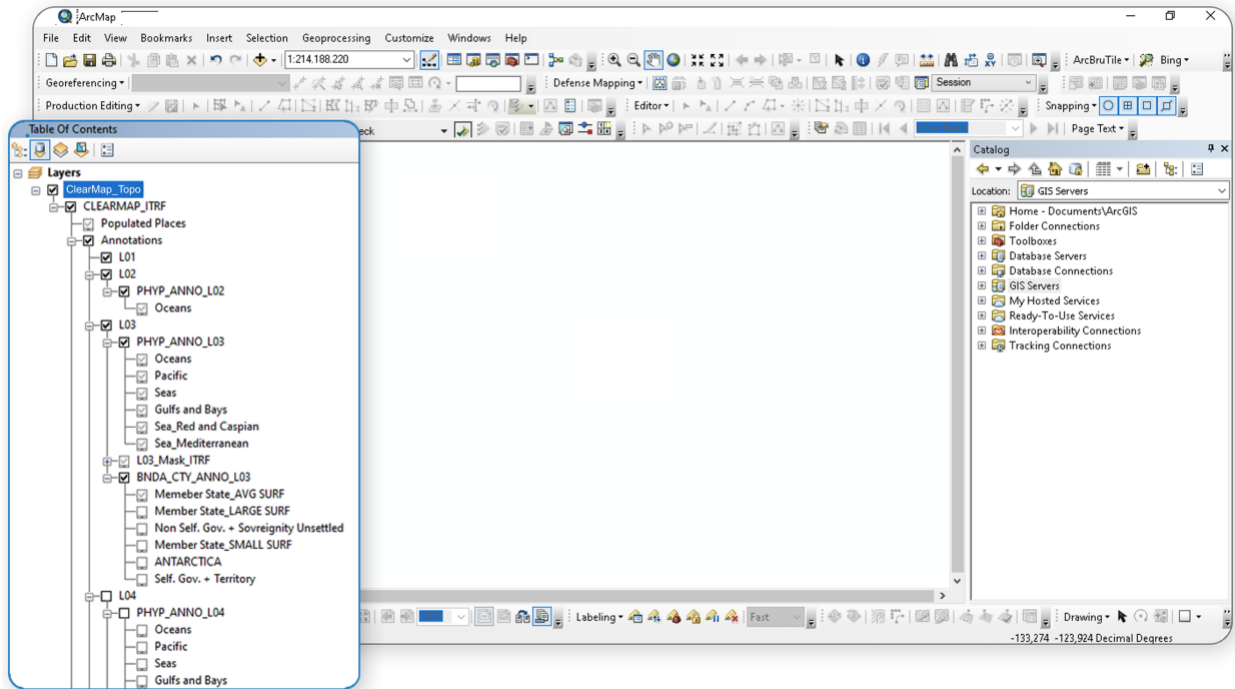 ArcMap
File Edit View Bookmarks Insert Selection Geoprocessing Customize Windows Help
1:214.188.220
ArcBruTile
Bing
Georeferencing
Defense Mapping
Session
Production Editing
Editor
Snapping
eck
Page Text
Table Of Contents
Layers
ClearMap_Topo
CLEARMAP_ITRF
Populated Places
Annotations
L01
L02
PHYP_ANNO_L02
Oceans
L03
PHYP_ANNO_L03
Oceans
Pacific
Seas
Gulfs and Bays
Sea_Red and Caspian
Sea_Mediterranean
L03_Mask_ITRF
BNDA_CTY_ANNO_L03
Memeber State_AVG SURF
Member State_LARGE SURF
Non Self. Gov. + Sovreignity Unsettled
Member State_SMALL SURF
ANTARCTICA
Self. Gov. + Territory
L04
PHYP_ANNO_L04
Oceans
Pacific
Seas
Gulfs and Bays
Catalog
Location: GIS Servers
Home - Documents\ArcGIS
Folder Connections
Toolboxes
Database Servers
Database Connections
GIS Servers
My Hosted Services
Ready-To-Use Services
Interoperability Connections
Tracking Connections
Labeling
Fast
Drawing
-133,274 -123,924 Decimal Degrees